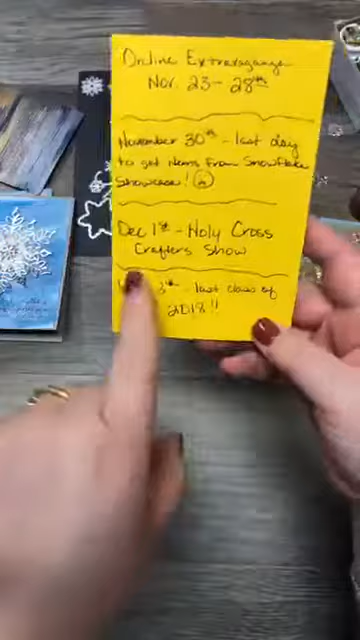 Online Extravaganza
Nov. 23 - 28th
November 30th - last day
to get items from Snowflake
Showcase!
Dec 1st - Holy Cross
Crafters Show
3th - last class of
2018!!